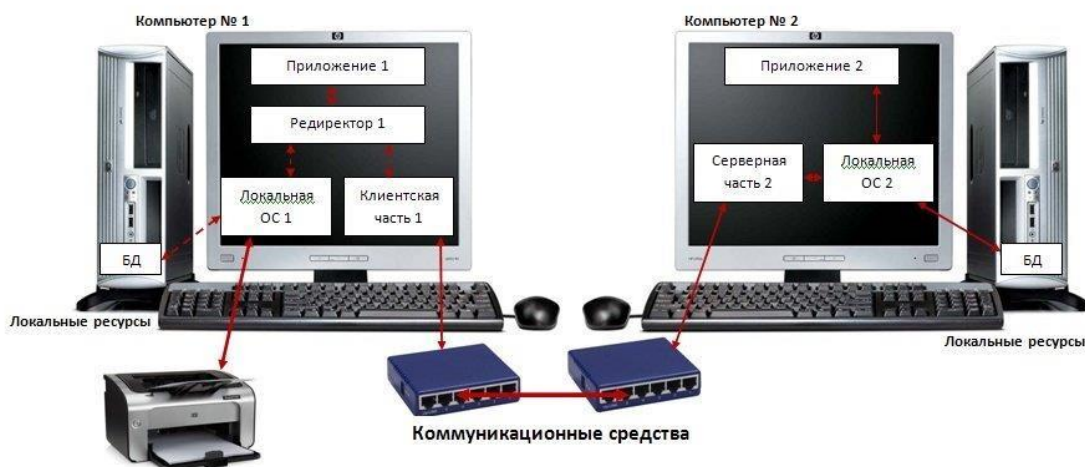 Компьютер № 1
Компьютер № 2
Приложение 1
Редиректор 1
Локальная
ОС 1
Клиентская
часть 1
БД
Локальные ресурсы
Приложение 2
Серверная
часть 2
Локальная
ОС 2
БД
Локальные ресурсы
Коммуникационные средства